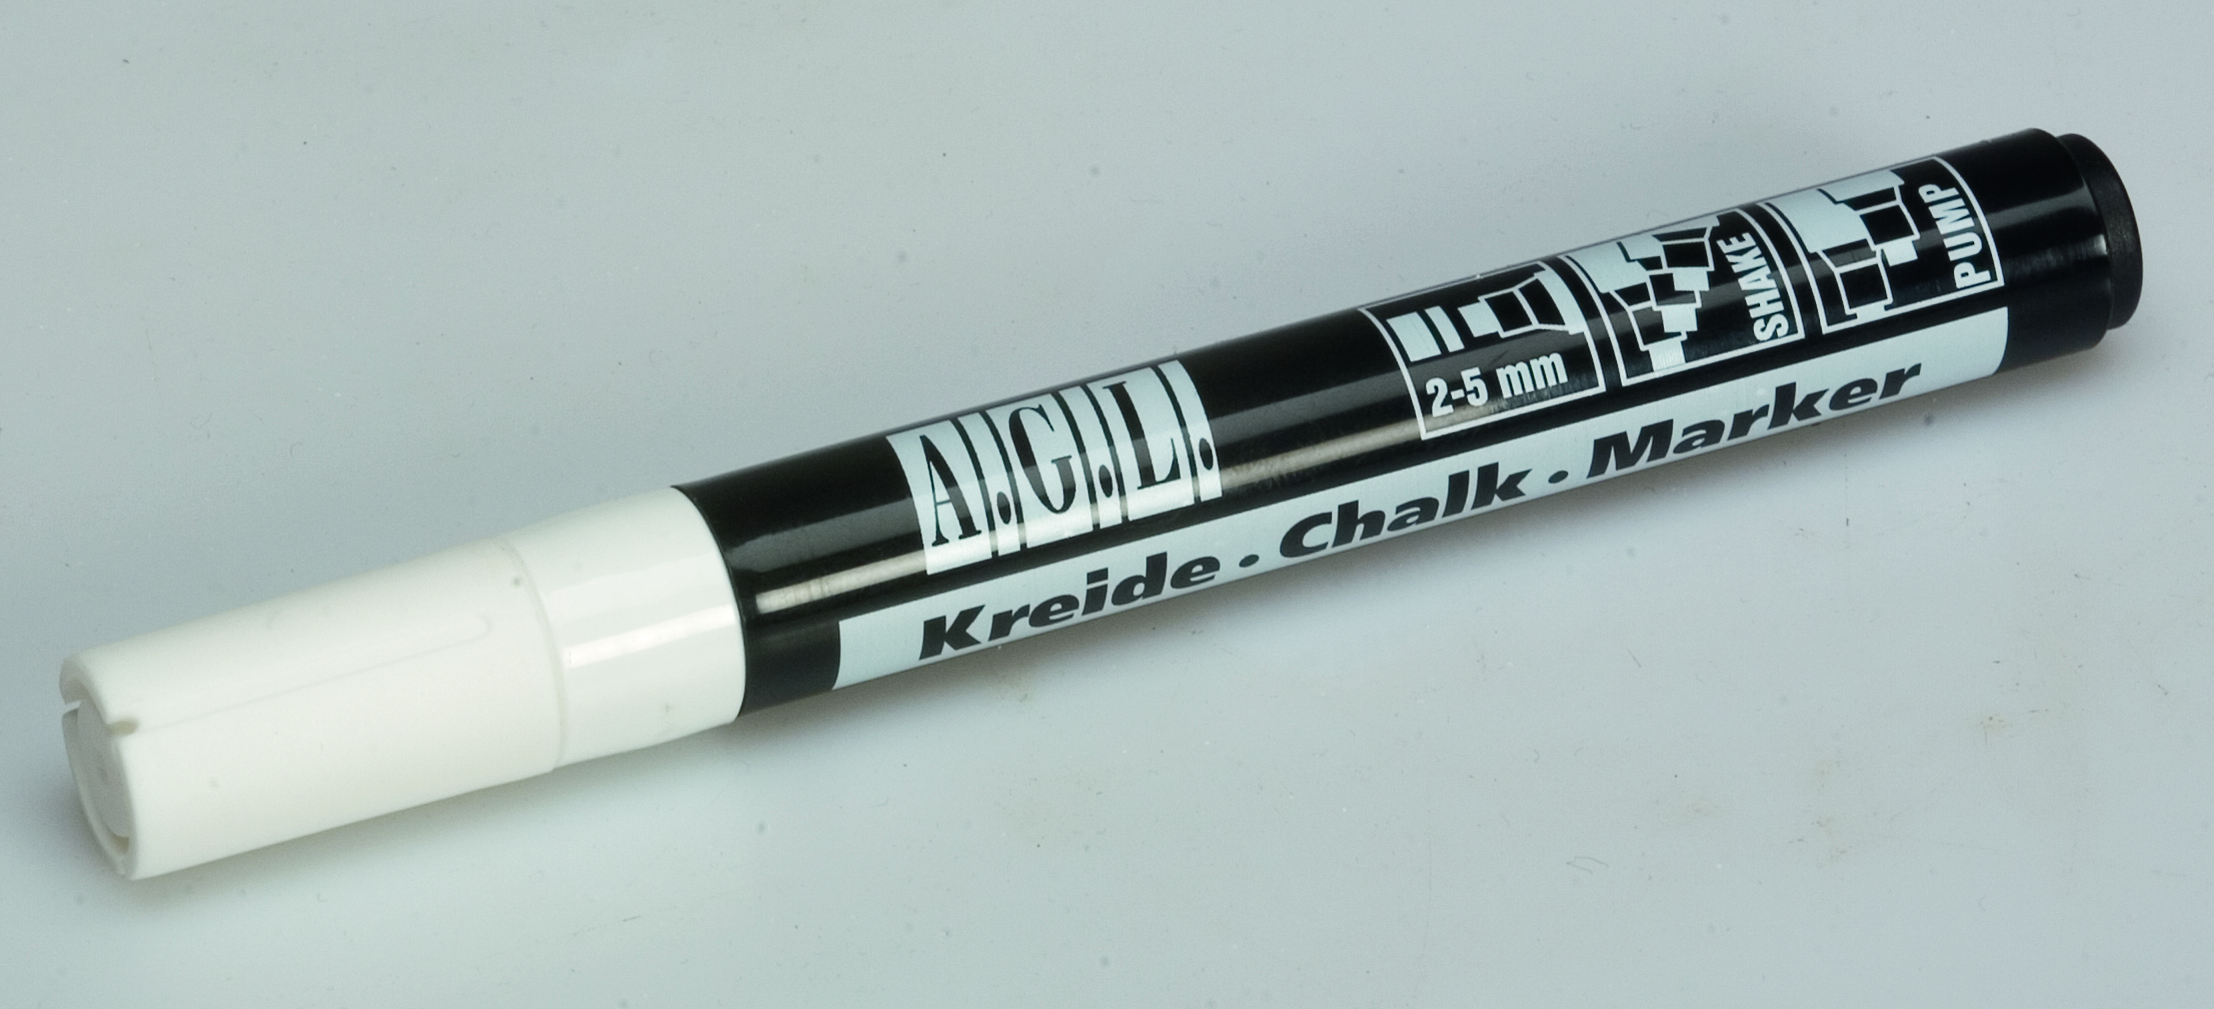 A.G.L.
2-5 mm
SHAKE
PUMP
Kreide • Chalk • Marker